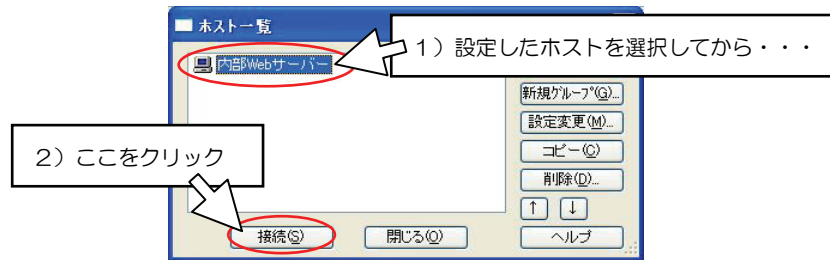 ホスト一覧
1）設定したホストを選択してから・・・
内部Webサーバー
新規ｸﾞﾙｰﾌﾟ(G)...
設定変更(M)...
2）ここをクリック
コピー(C)
削除(D)...
↑ ↓
接続(S) 閉じる(O) ヘルプ